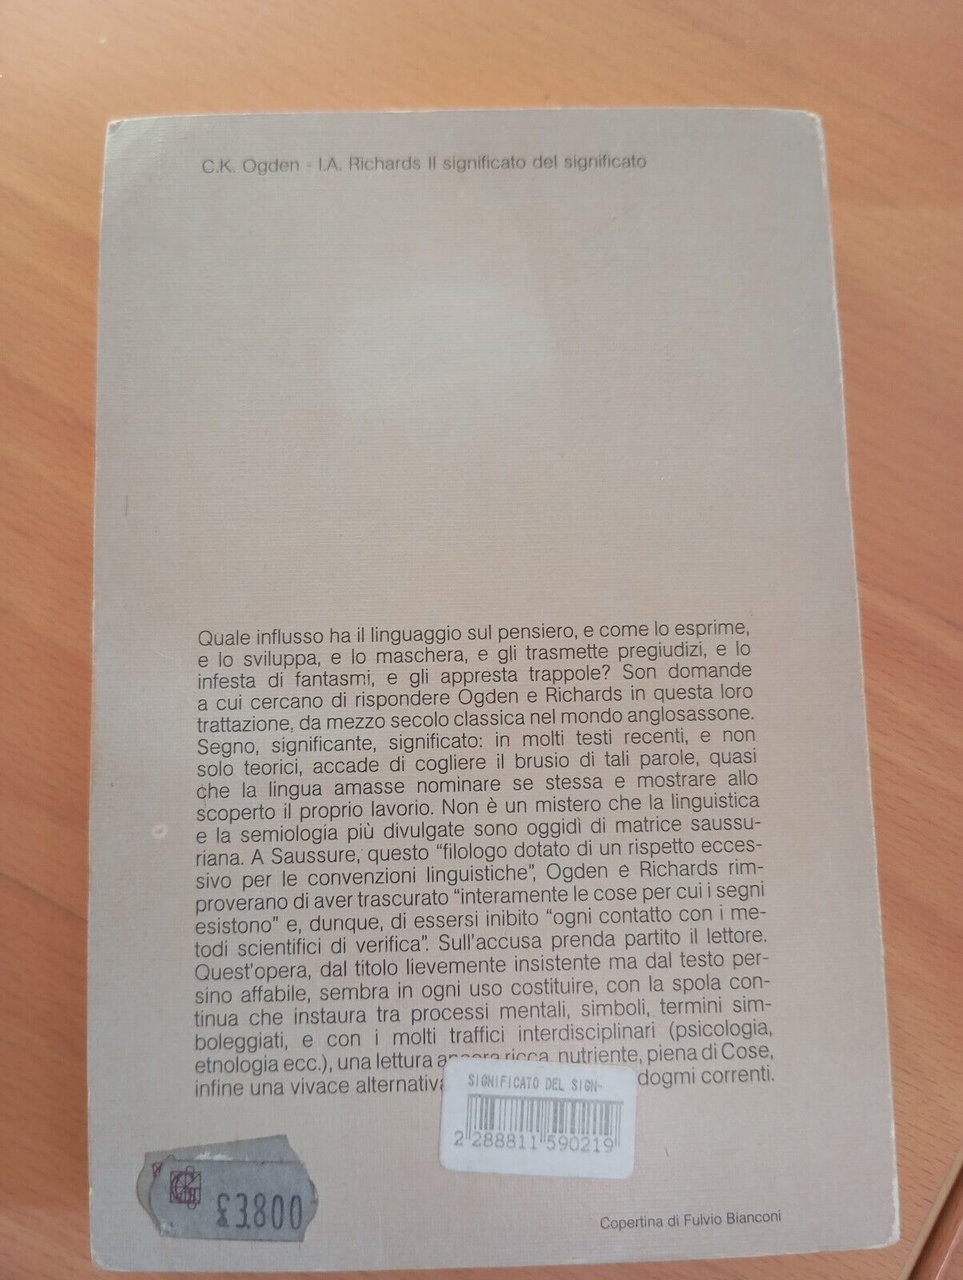 C.K. Ogden - I.A. Richards Il significato del significato
Quale influsso ha il linguaggio sul pensiero, e come lo esprime,
e lo sviluppa, e lo maschera, e gli trasmette pregiudizi, e lo
infesta di fantasmi, e gli appresta trappole? Son domande
a cui cercano di rispondere Ogden e Richards in questa loro
trattazione, da mezzo secolo classica nel mondo anglosassone.
Segno, significante, significato: in molti testi recenti, e non
solo teorici, accade di cogliere il brusio di tali parole, quasi
che la lingua amasse nominare se stessa e mostrare allo
scoperto il proprio lavorio. Non è un mistero che la linguistica
e la semiologia più divulgate sono oggidì di matrice saussu-
riana. A Saussure, questo "filologo dotato di un rispetto ecces-
sivo per le convenzioni linguistiche", Ogden e Richards rim-
proverano di aver trascurato "interamente le cose per cui i segni
esistono" e, dunque, di essersi inibito "ogni contatto con i me-
todi scientifici di verifica". Sull'accusa prenda partito il lettore.
Quest'opera, dal titolo lievemente insistente ma dal testo per-
sino affabile, sembra in ogni uso costituire, con la spola con-
tinua che instaura tra processi mentali, simboli, termini sim-
boleggiati, e con i molti traffici interdisciplinari (psicologia,
etnologia ecc.), una lettura ancora ricca, nutriente, piena di Cose,
infine una vivace alternativa dogmi correnti.
SIGNIFICATO DEL SIGN-
2 288811 590219
G
£3800
Copertina di Fulvio Bianconi